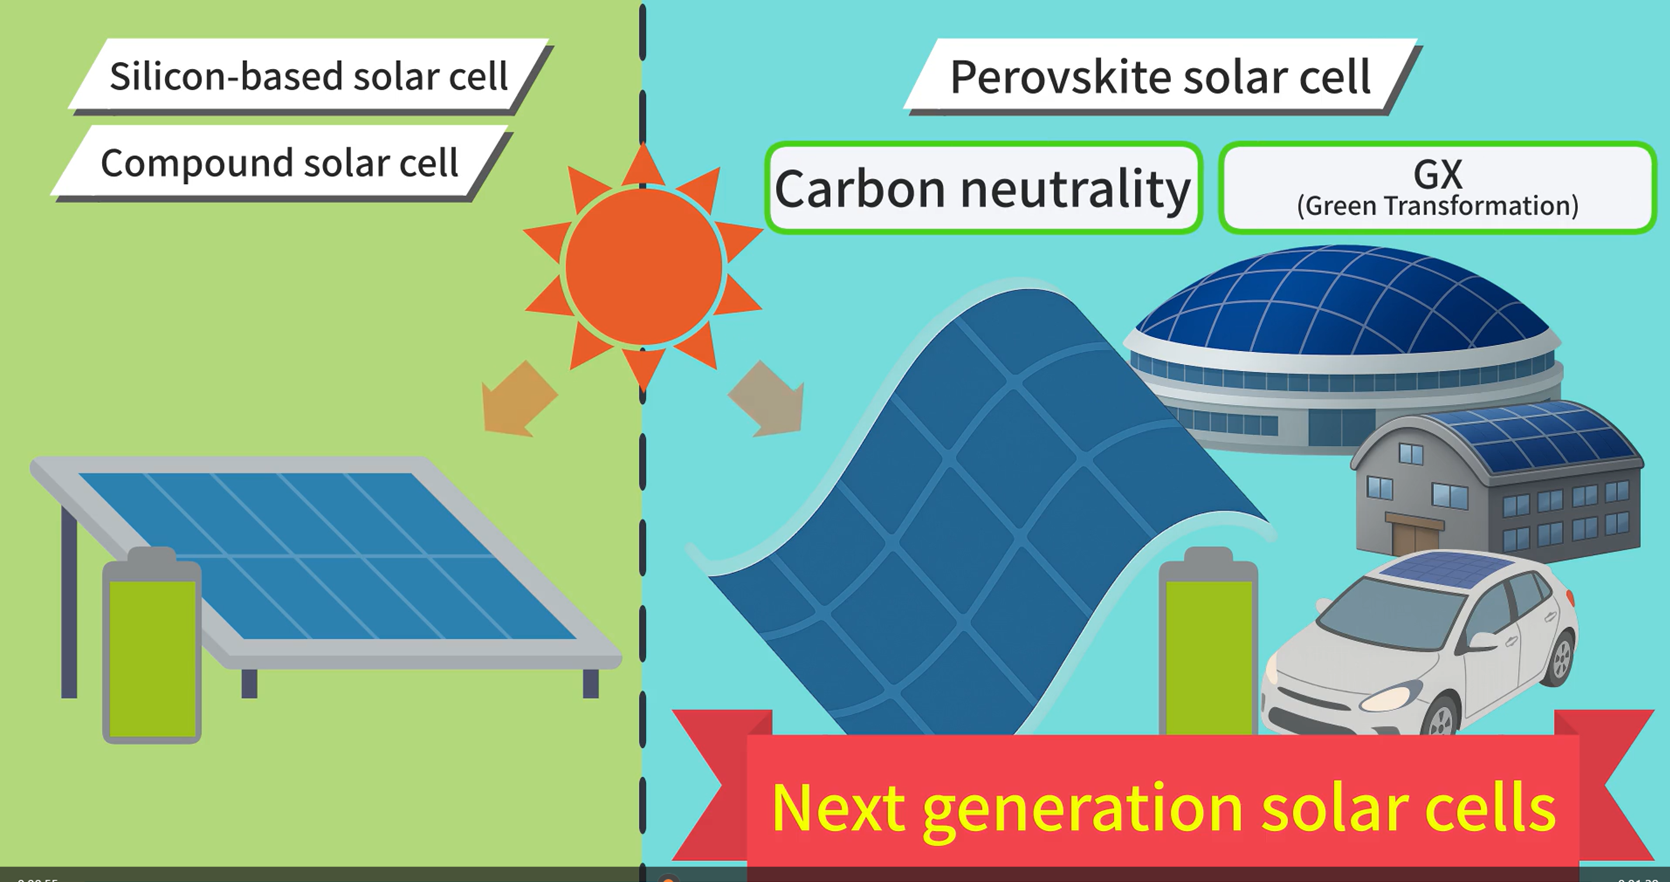 Silicon-based solar cell
Compound solar cell
Perovskite solar cell
Carbon neutrality
GX
(Green Transformation)
Next generation solar cells